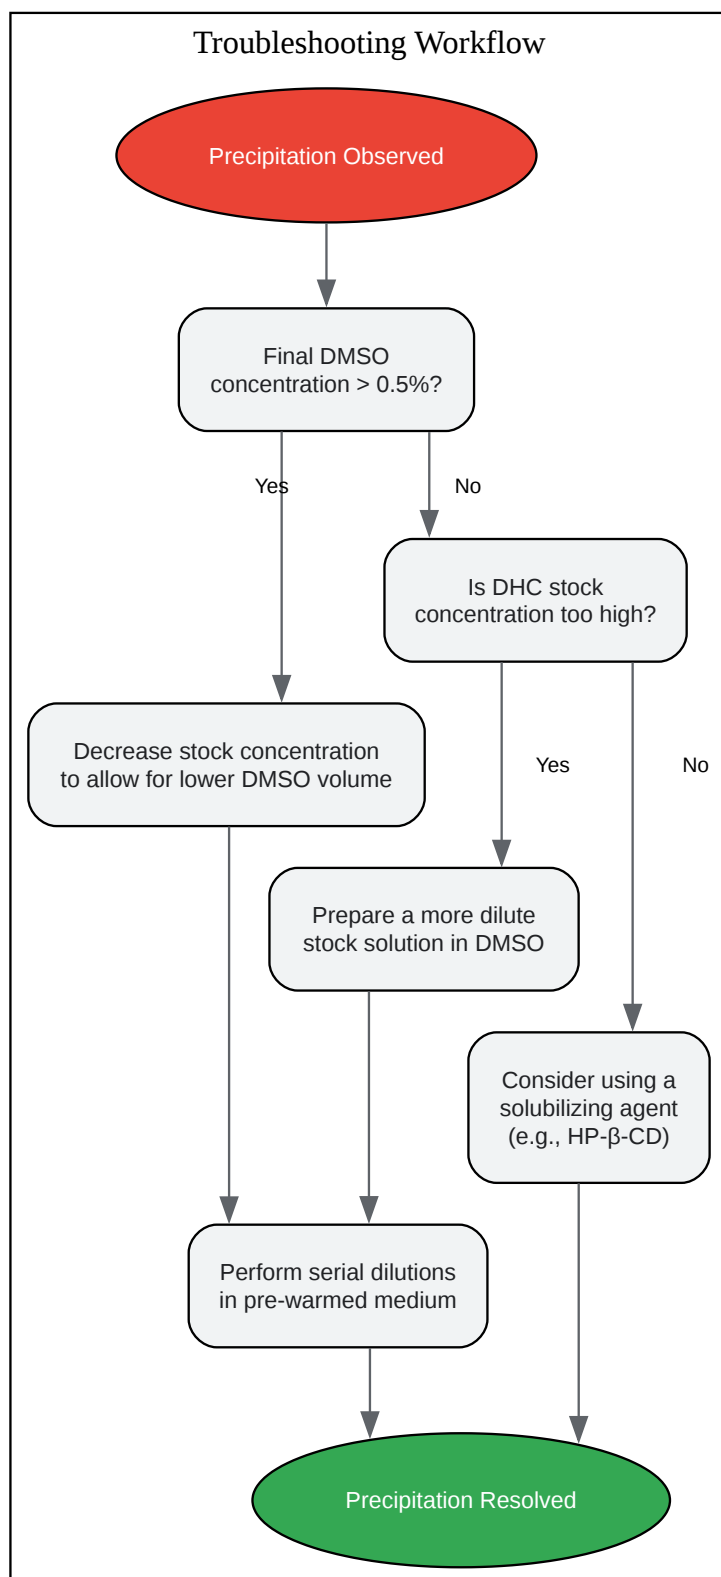 Troubleshooting Workflow
Precipitation Observed
Final DMSO
concentration > 0.5%?
Yes
No
Is DHC stock
concentration too high?
Decrease stock concentration
to allow for lower DMSO volume
Yes
No
Prepare a more dilute
stock solution in DMSO
Consider using a
solubilizing agent
(e.g., HP-β-CD)
Perform serial dilutions
in pre-warmed medium
Precipitation Resolved